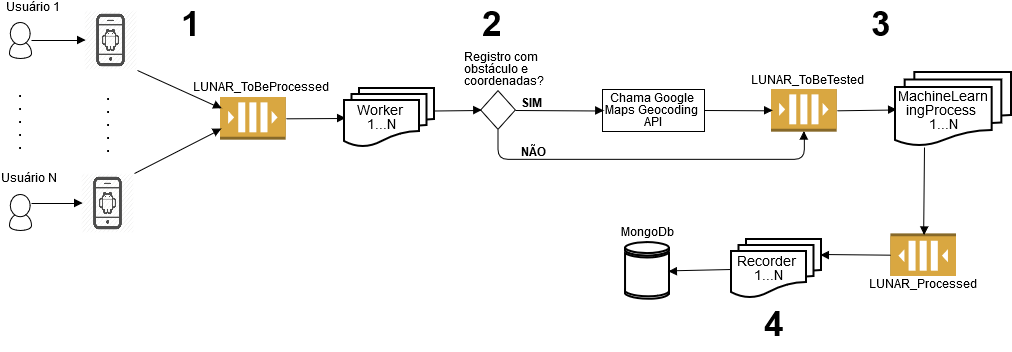 Usuário 1
1
2
3
Registro com
obstáculo e
coordenadas?
LUNAR_ToBeProcessed
LUNAR_ToBeTested
Worker
1...N
SIM
Chama Google
Maps Geocoding
API
MachineLearn
ingProcess
1...N
NÃO
Usuário N
MongoDb
Recorder
1...N
LUNAR_Processed
4